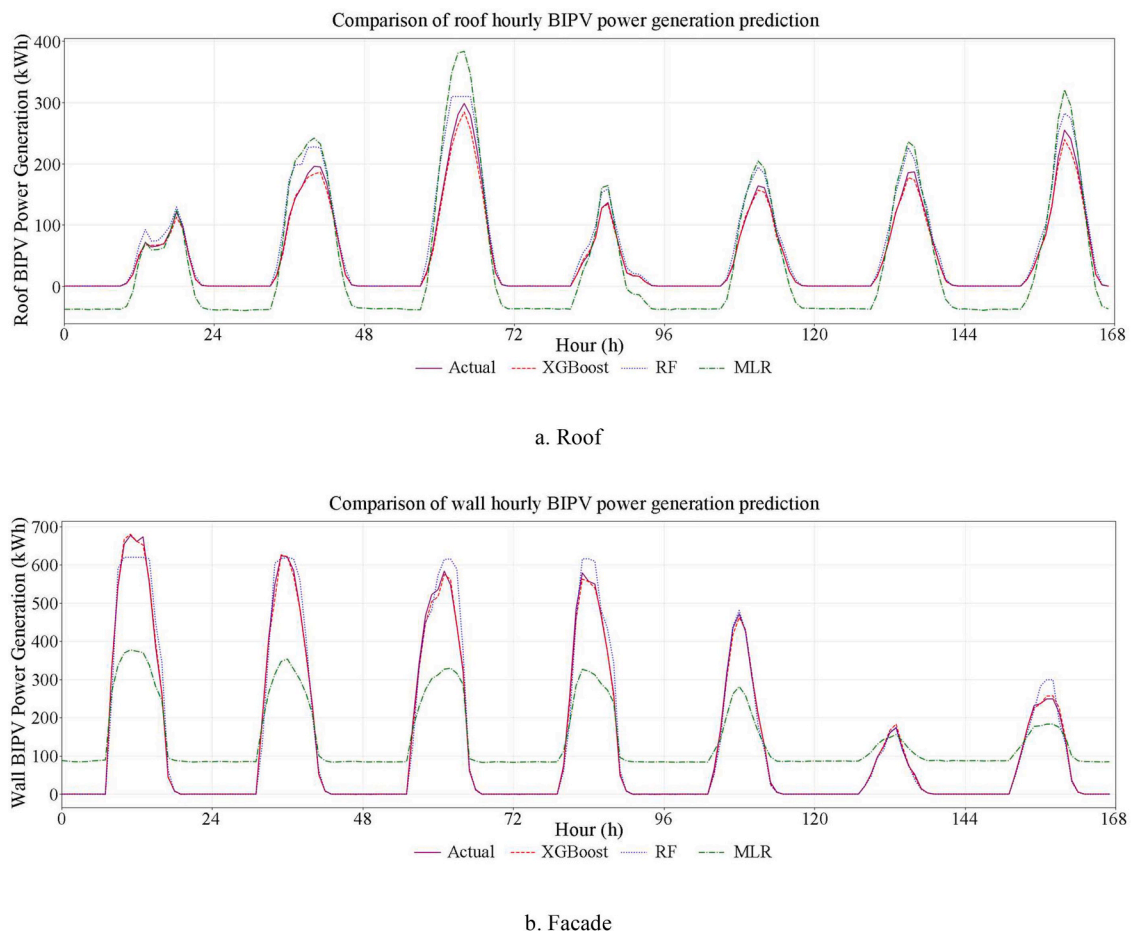 Comparison of roof hourly BIPV power generation prediction
Roof BIPV Power Generation (kWh)
400
300
200
100
0
0 24 48 72 96 120 144 168
Hour (h)
Actual XGBoost RF MLR
a. Roof
Comparison of wall hourly BIPV power generation prediction
Wall BIPV Power Generation (kWh)
700
600
500
400
300
200
100
0
0 24 48 72 96 120 144 168
Hour (h)
Actual XGBoost RF MLR
b. Facade